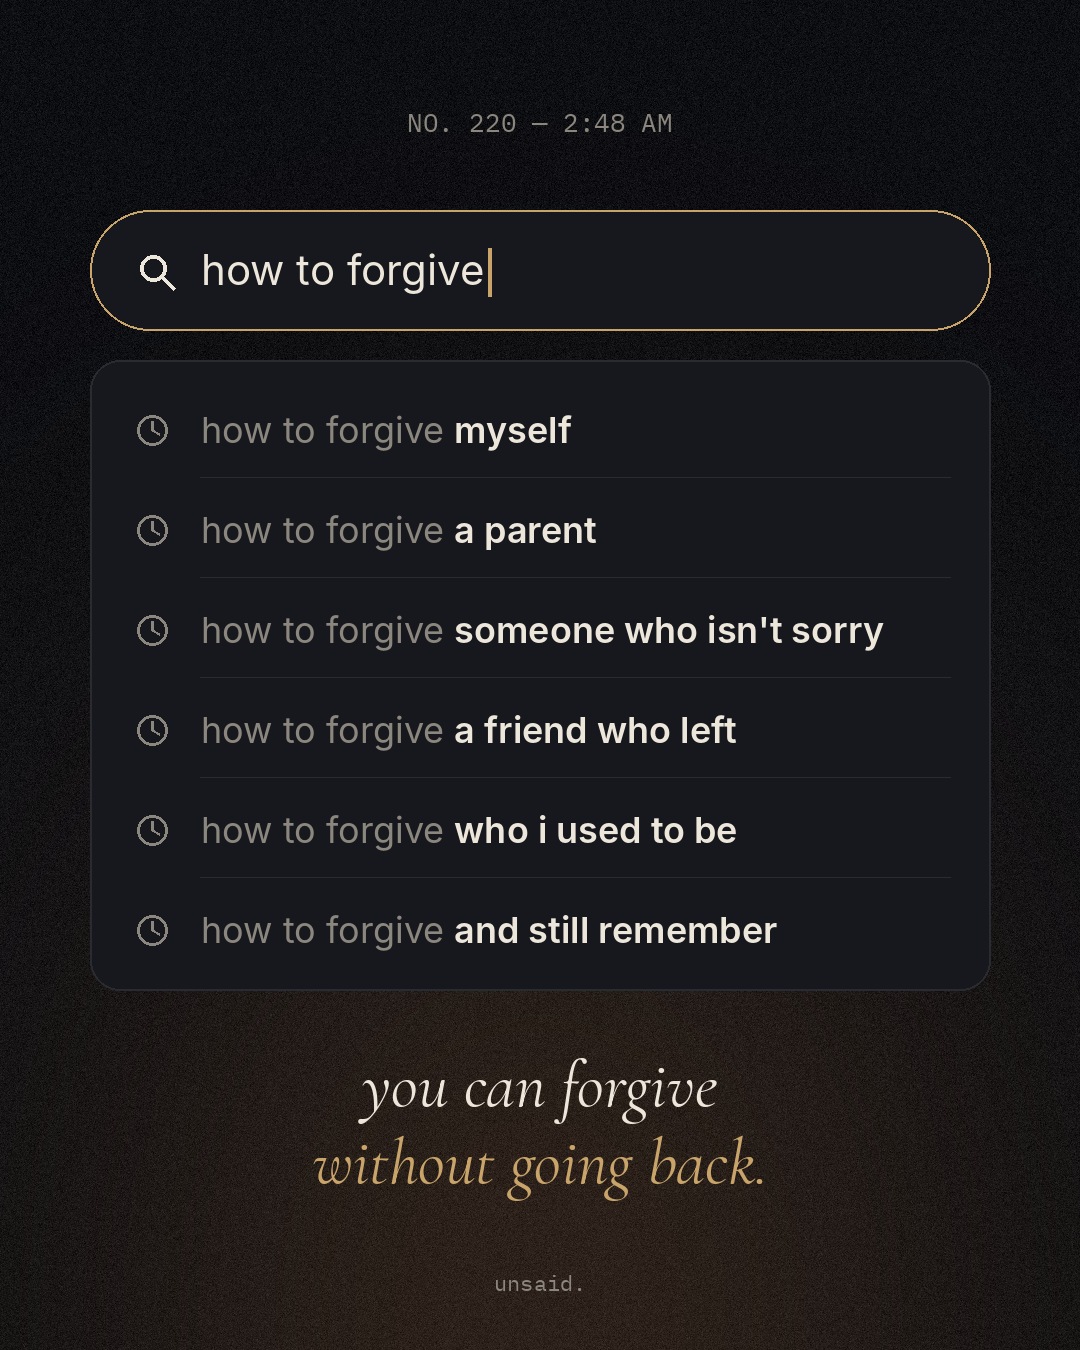 NO. 220 — 2:48 AM
how to forgive
how to forgive myself
how to forgive a parent
how to forgive someone who isn't sorry
how to forgive a friend who left
how to forgive who i used to be
how to forgive and still remember
you can forgive
without going back.
unsaid.